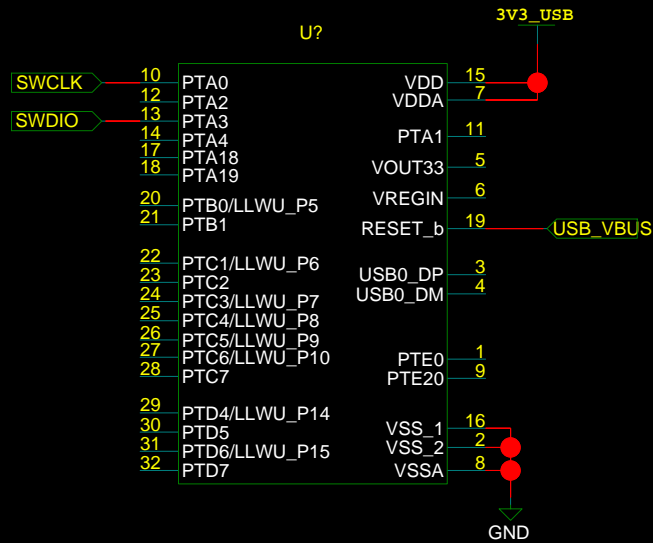 3V3_USB
U?
SWCLK 10 PTA0
12 PTA2
SWDIO 13 PTA3
14 PTA4
17 PTA18
18 PTA19
20 PTB0/LLWU_P5
21 PTB1
22 PTC1/LLWU_P6
23 PTC2
24 PTC3/LLWU_P7
25 PTC4/LLWU_P8
26 PTC5/LLWU_P9
27 PTC6/LLWU_P10
28 PTC7
29 PTD4/LLWU_P14
30 PTD5
31 PTD6/LLWU_P15
32 PTD7
VDD 15
VDDA 7
PTA1 11
VOUT33 5
VREGIN 6
RESET_b 19 USB_VBUS
USB0_DP 3
USB0_DM 4
PTE0 1
PTE20 9
VSS_1 16
VSS_2 2
VSSA 8
GND